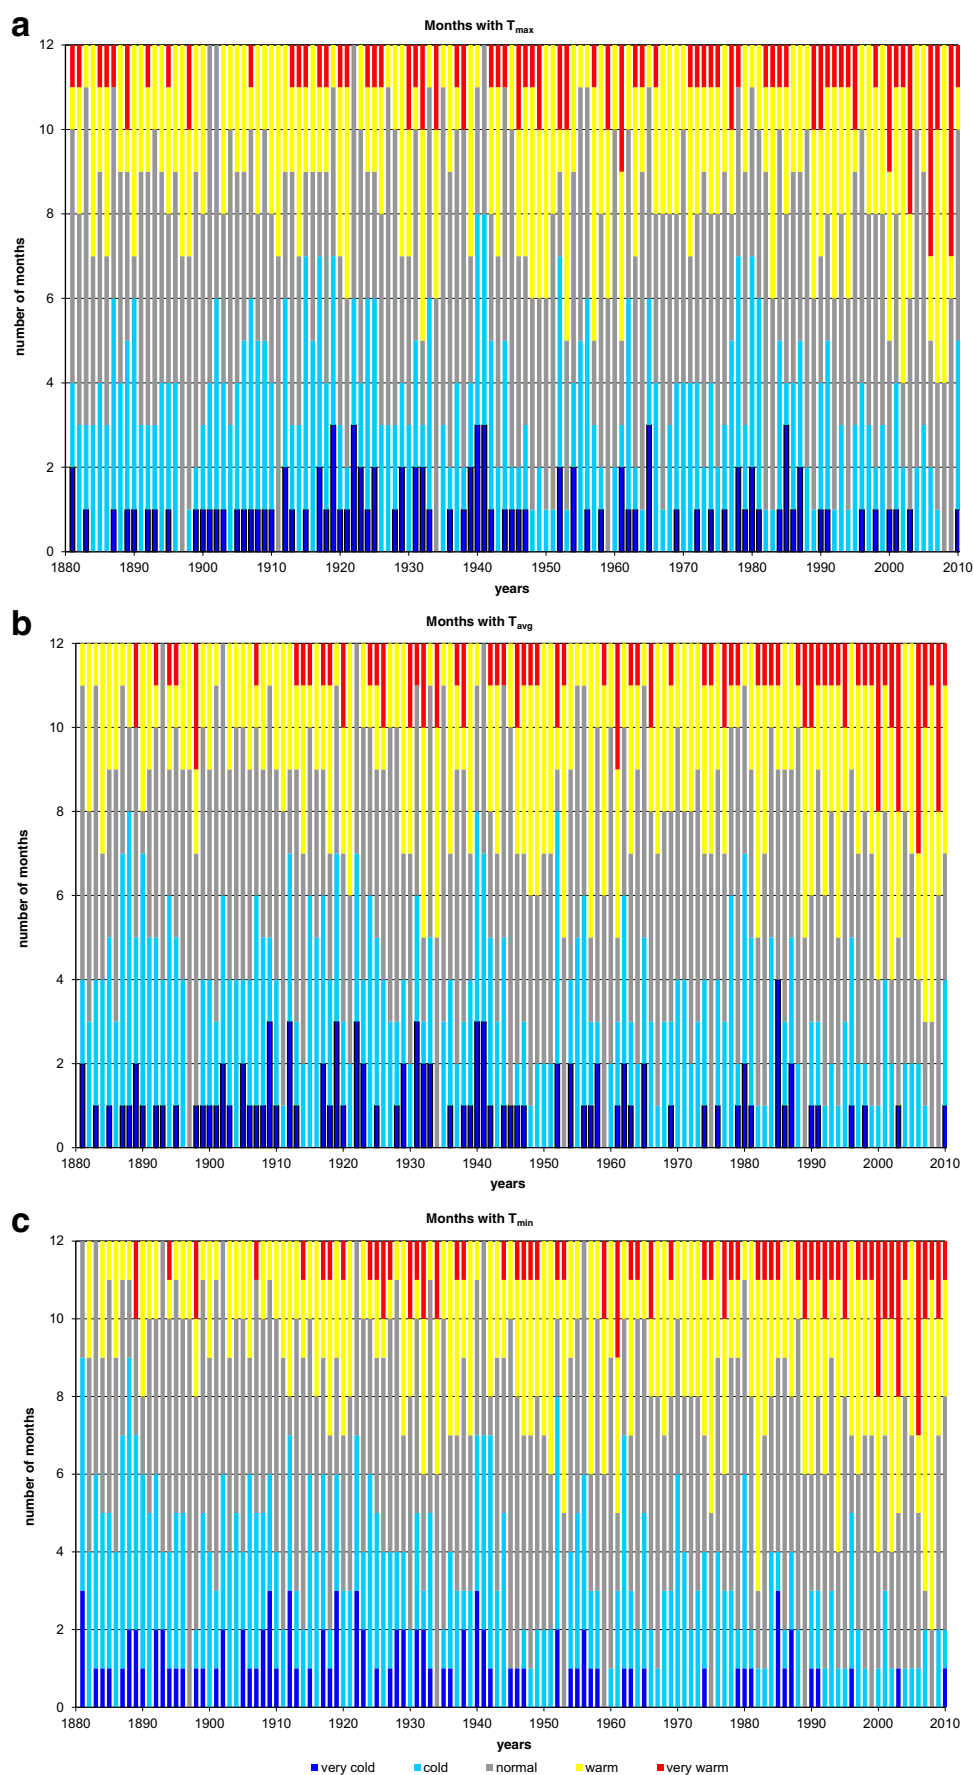 a
Months with Tmax
12
10
8
6
4
2
0
number of months
1880 1890 1900 1910 1920 1930 1940 1950 1960 1970 1980 1990 2000 2010
years
b
Months with Tavg
12
10
8
6
4
2
0
number of months
1880 1890 1900 1910 1920 1930 1940 1950 1960 1970 1980 1990 2000 2010
years
c
Months with Tmin
12
10
8
6
4
2
0
number of months
1880 1890 1900 1910 1920 1930 1940 1950 1960 1970 1980 1990 2000 2010
years
very cold cold normal warm very warm